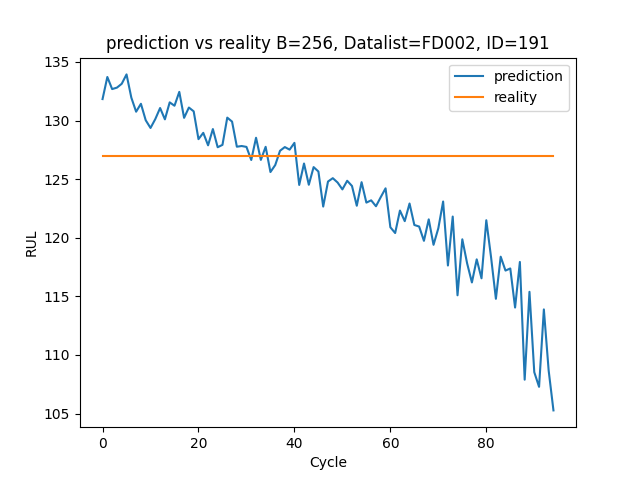 prediction vs reality B=256, Datalist=FD002, ID=191
prediction
reality
135
130
125
120
115
110
105
RUL
0
20
40
60
80
Cycle